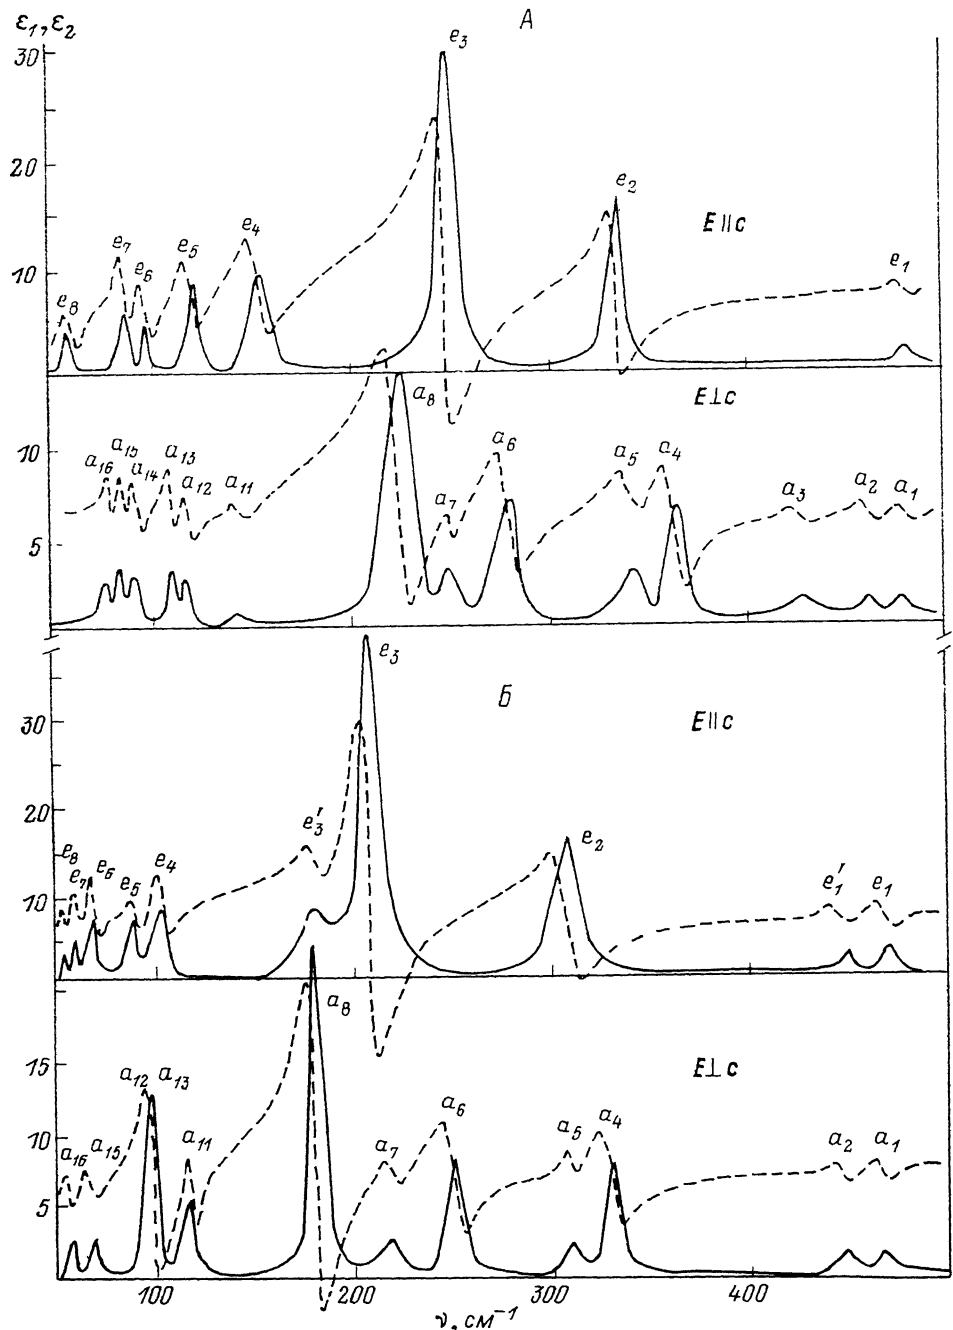 ε₁, ε₂
А
30
20
10
e₈
e₇
e₆
e₅
e₄
e₃
e₂
e₁
E∥c
10
5
a₁₆
a₁₅
a₁₄
a₁₃
a₁₂
a₁₁
a₈
a₇
a₆
a₅
a₄
a₃
a₂
a₁
E⊥c
Б
30
20
10
e₈
e₇
e₆
e₅
e₄
e₃′
e₃
e₂
e₁′
e₁
E∥c
15
10
5
a₁₆
a₁₅
a₁₂
a₁₃
a₁₁
a₈
a₇
a₆
a₅
a₄
a₂
a₁
E⊥c
100
200
300
400
ν, см⁻¹